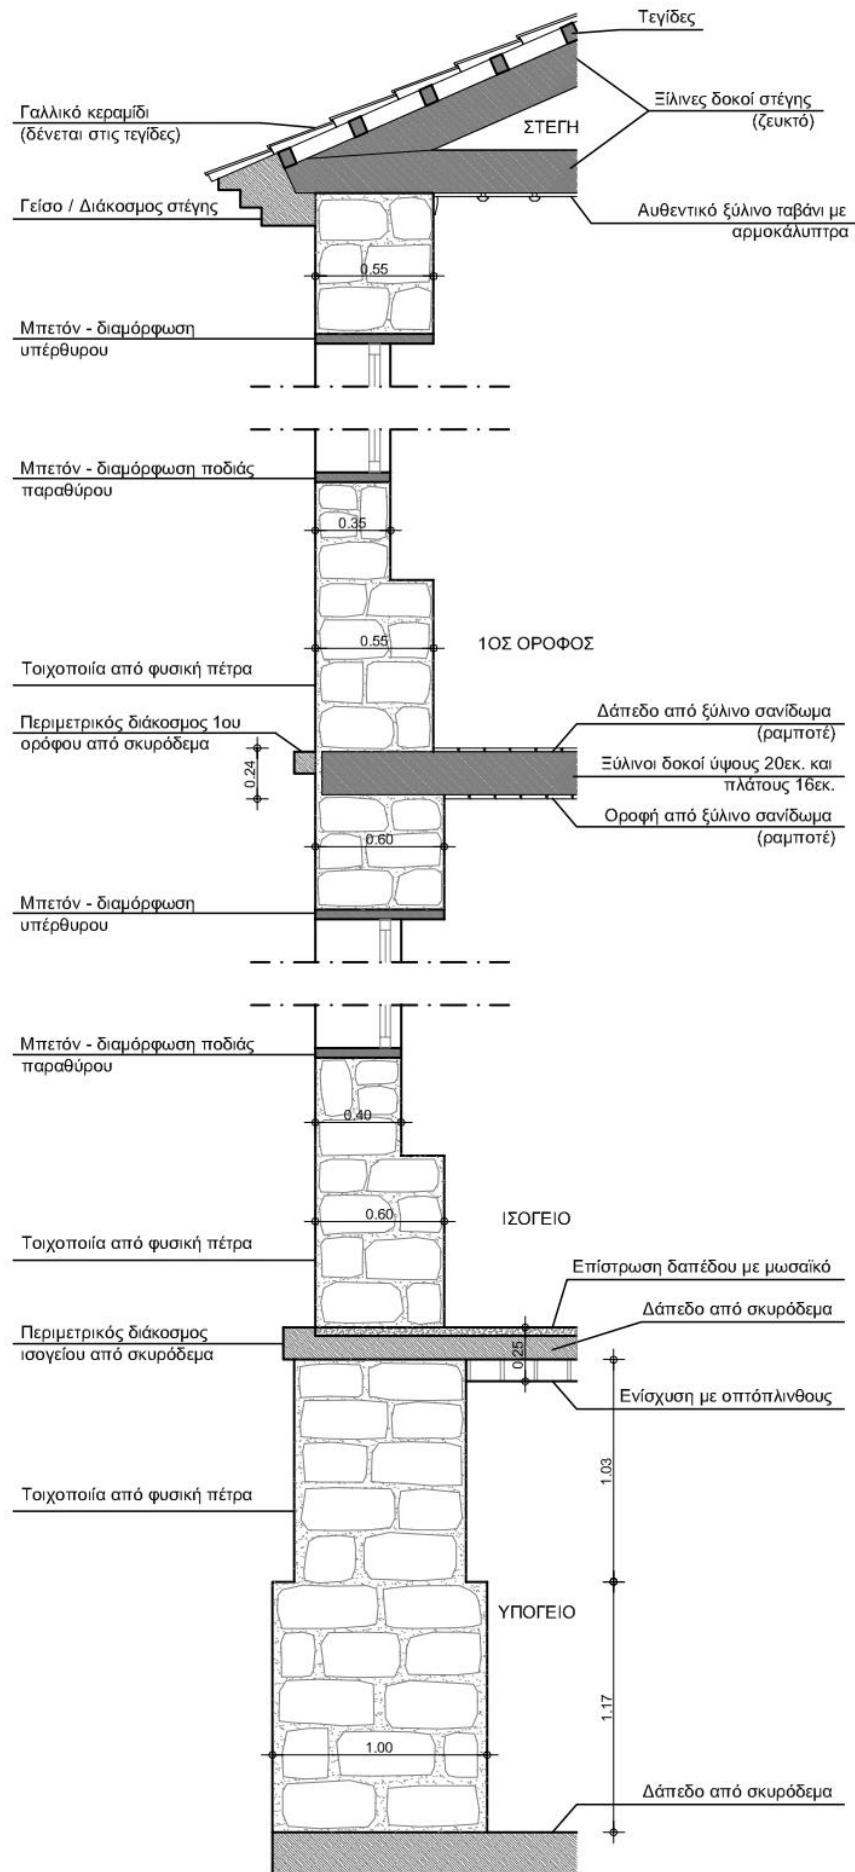 Τεγίδες
Γαλλικό κεραμίδι
(δένεται στις τεγίδες)
Ξίλινες δοκοί στέγης
(ζευκτό)
ΣΤΕΓΗ
Γείσο / Διάκοσμος στέγης
Αυθεντικό ξύλινο ταβάνι με
αρμοκάλυπτρα
0.55
Μπετόν - διαμόρφωση
υπέρθυρου
Μπετόν - διαμόρφωση ποδιάς
παραθύρου
0.35
0.55
1ΟΣ ΟΡΟΦΟΣ
Τοιχοποιία από φυσική πέτρα
Περιμετρικός διάκοσμος 1ου
ορόφου από σκυρόδεμα
0.24
Δάπεδο από ξύλινο σανίδωμα
(ραμποτέ)
Ξύλινοι δοκοί ύψους 20εκ. και
πλάτους 16εκ.
Οροφή από ξύλινο σανίδωμα
(ραμποτέ)
0.60
Μπετόν - διαμόρφωση
υπέρθυρου
Μπετόν - διαμόρφωση ποδιάς
παραθύρου
0.40
0.60
ΙΣΟΓΕΙΟ
Τοιχοποιία από φυσική πέτρα
Επίστρωση δαπέδου με μωσαϊκό
Δάπεδο από σκυρόδεμα
Περιμετρικός διάκοσμος
ισογείου από σκυρόδεμα
0.25
Ενίσχυση με οπτόπλινθους
1.03
Τοιχοποιία από φυσική πέτρα
ΥΠΟΓΕΙΟ
1.17
1.00
Δάπεδο από σκυρόδεμα